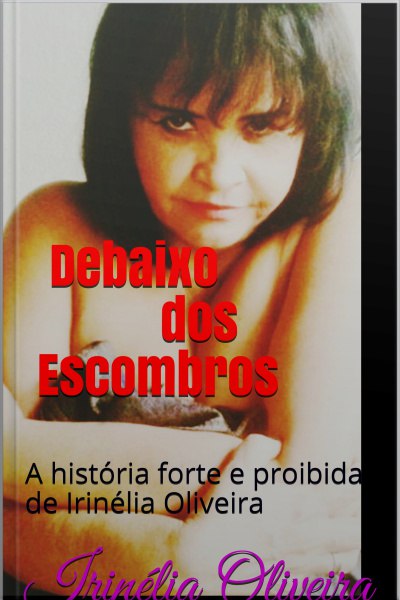 Debaixo
dos
Escombros
A história forte e proibida
de Irinélia Oliveira
Irinélia Oliveira